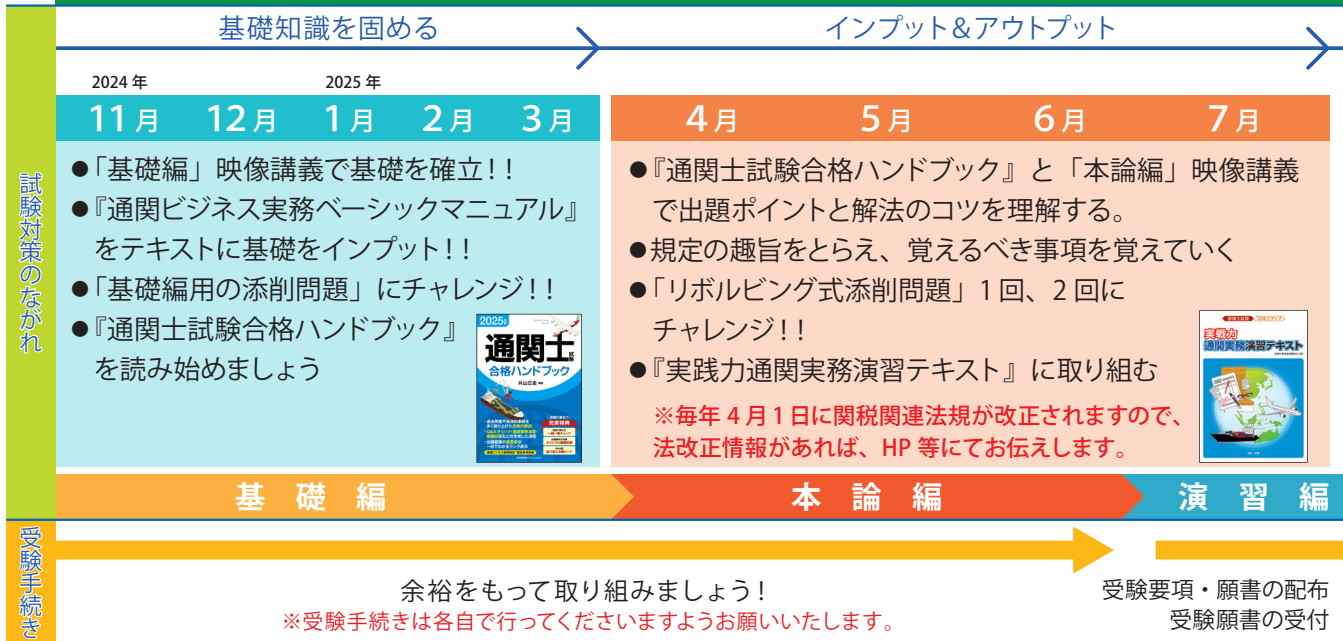 基礎知識を固める
インプット＆アウトプット
2024 年
2025 年
11 月 12 月 1 月 2 月 3 月
4 月 5 月 6 月 7 月
試験対策のながれ
●「基礎編」映像講義で基礎を確立！！
●『通関ビジネス実務ベーシックマニュアル』
をテキストに基礎をインプット！！
●「基礎編用の添削問題」にチャレンジ！！
●『通関士試験合格ハンドブック』
を読み始めましょう
2025年版
通関士試験
合格ハンドブック
片山立志
充実特典
●『通関士試験合格ハンドブック』と「本論編」映像講義
で出題ポイントと解法のコツを理解する。
●規定の趣旨をとらえ、覚えるべき事項を覚えていく
●「リボルビング式添削問題」1 回、2 回に
チャレンジ！！
●『実践力通関実務演習テキスト』に取り組む
※毎年 4 月 1 日に関税関連法規が改正されますので、
法改正情報があれば、HP 等にてお伝えします。
実戦力
通関実務演習テキスト
基 礎 編
本 論 編
演 習 編
受験手続き
余裕をもって取り組みましょう！
※受験手続きは各自で行ってくださいますようお願いいたします。
受験要項・願書の配布
受験願書の受付